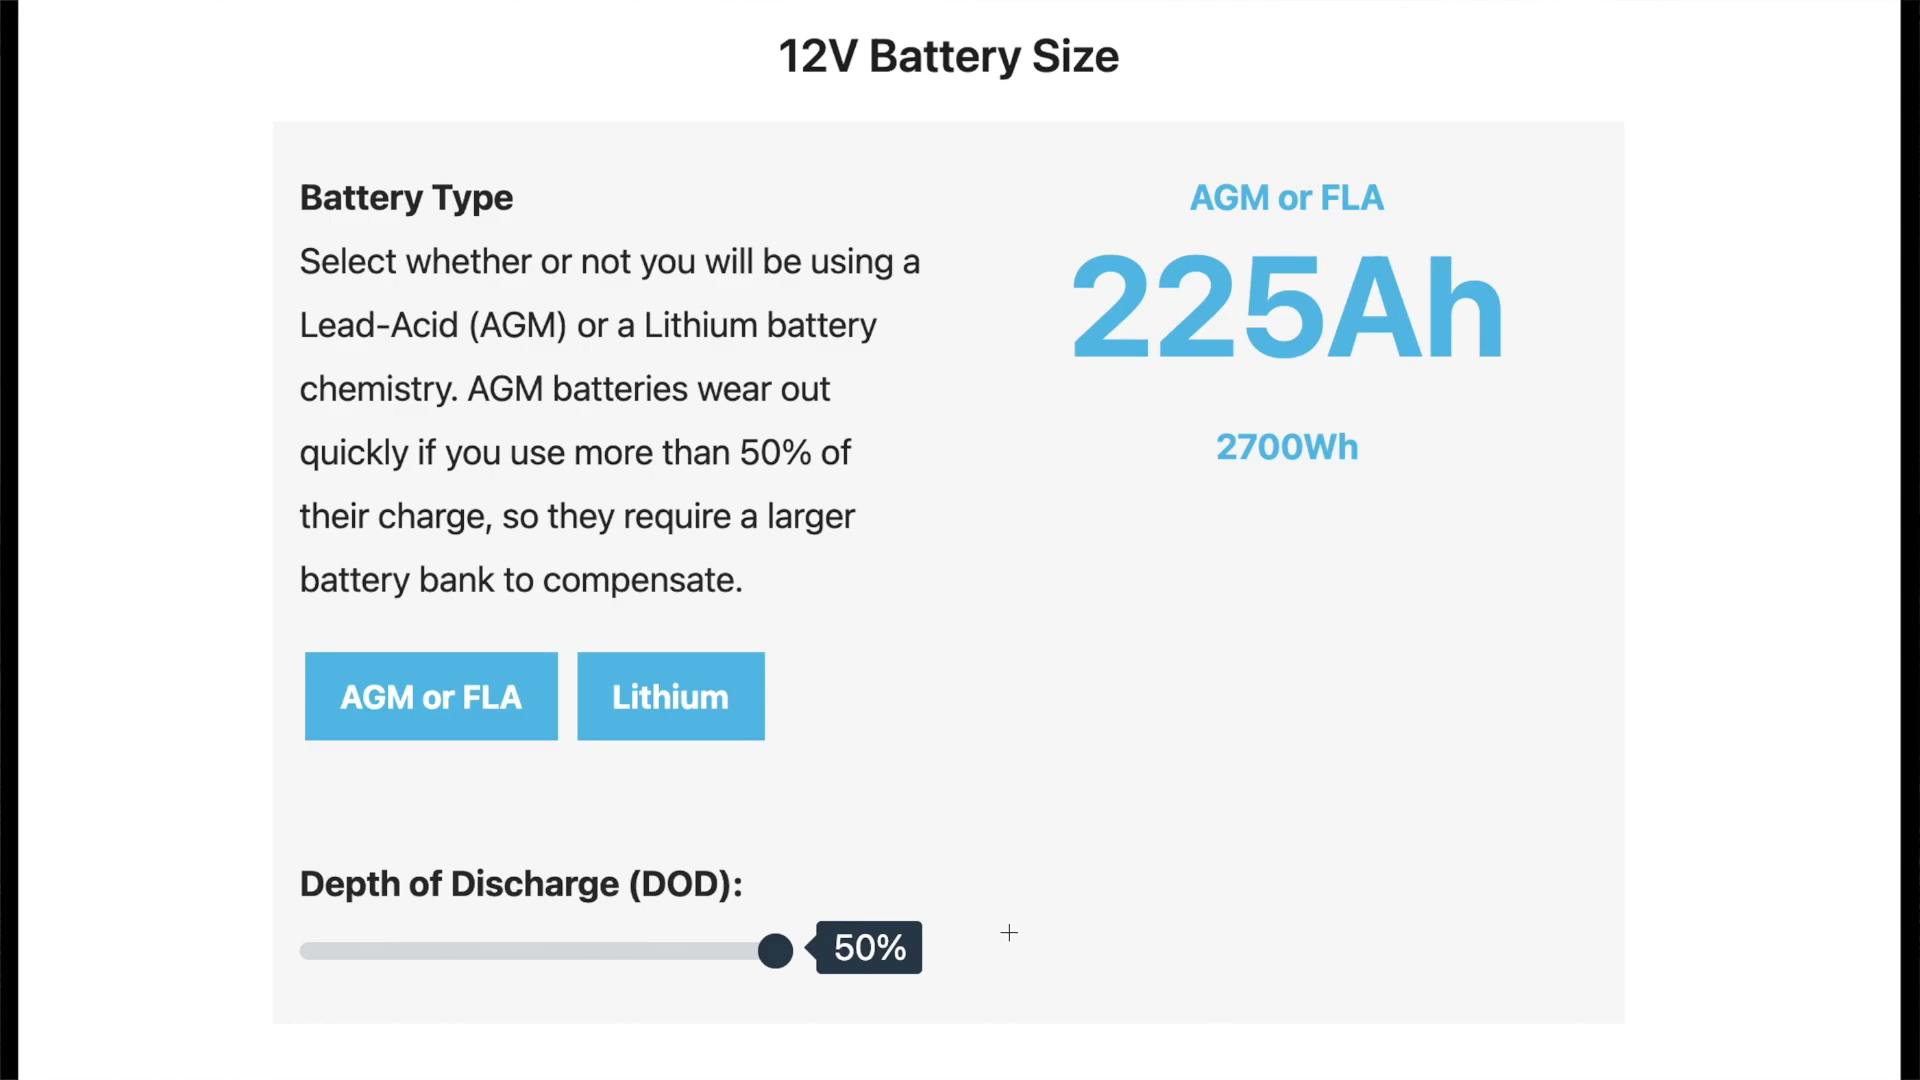 12V Battery Size
Battery Type
Select whether or not you will be using a
Lead-Acid (AGM) or a Lithium battery
chemistry. AGM batteries wear out
quickly if you use more than 50% of
their charge, so they require a larger
battery bank to compensate.
AGM or FLA
Lithium
Depth of Discharge (DOD):
50%
AGM or FLA
225Ah
2700Wh